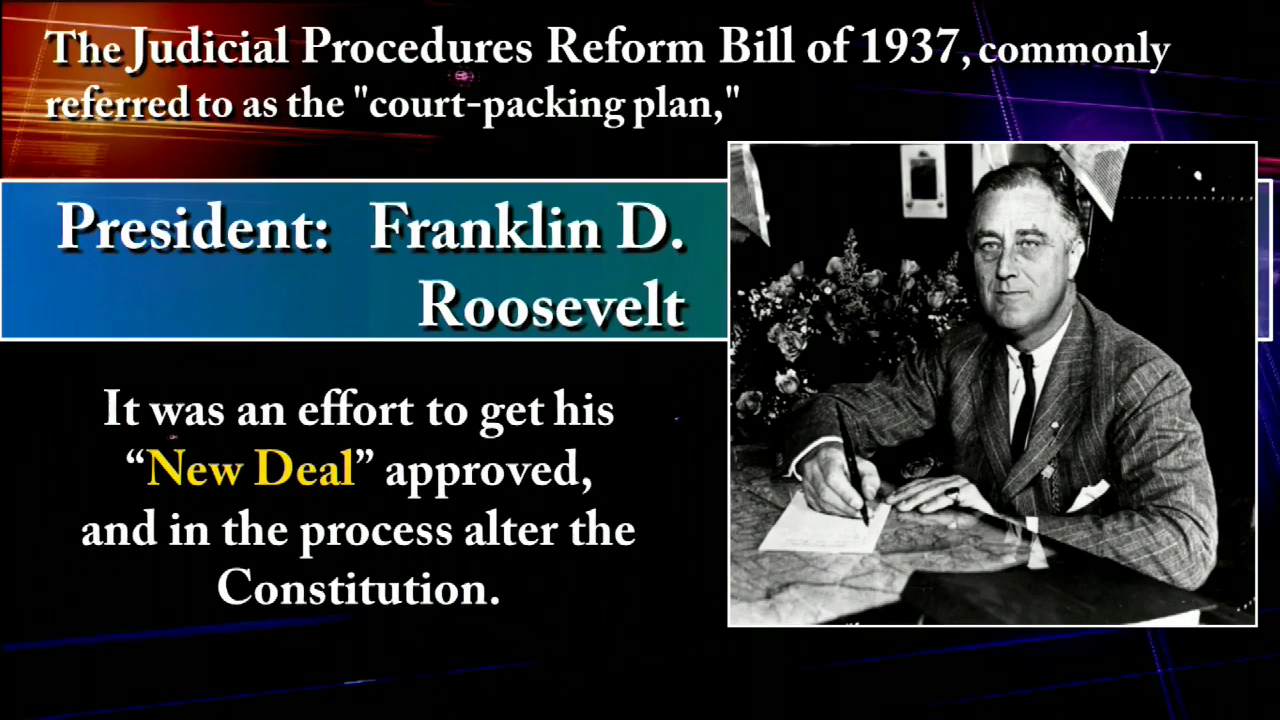 The Judicial Procedures Reform Bill of 1937, commonly
referred to as the "court-packing plan,"
President: Franklin D.
Roosevelt
It was an effort to get his
“New Deal” approved,
and in the process alter the
Constitution.